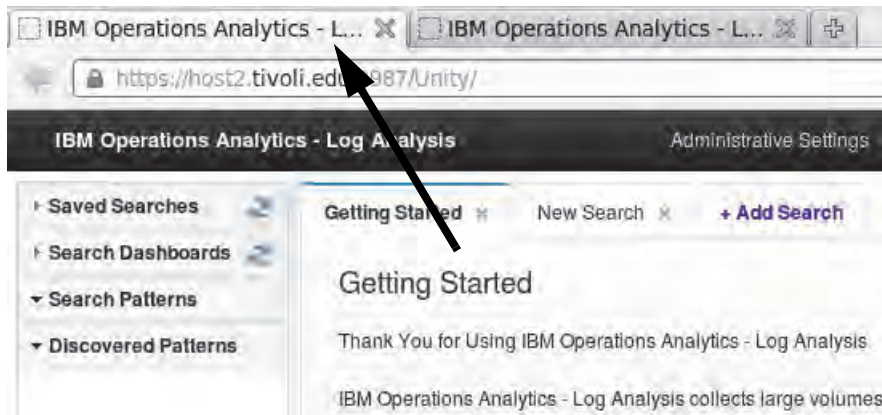 IBM Operations Analytics - L... IBM Operations Analytics - L...
https://host2.tivoli.edu 987/Unity/
IBM Operations Analytics - Log Analysis Administrative Settings
Saved Searches
Getting Started New Search + Add Search
Search Dashboards
Getting Started
Search Patterns
Thank You for Using IBM Operations Analytics - Log Analysis
Discovered Patterns
IBM Operations Analytics - Log Analysis collects large volumes